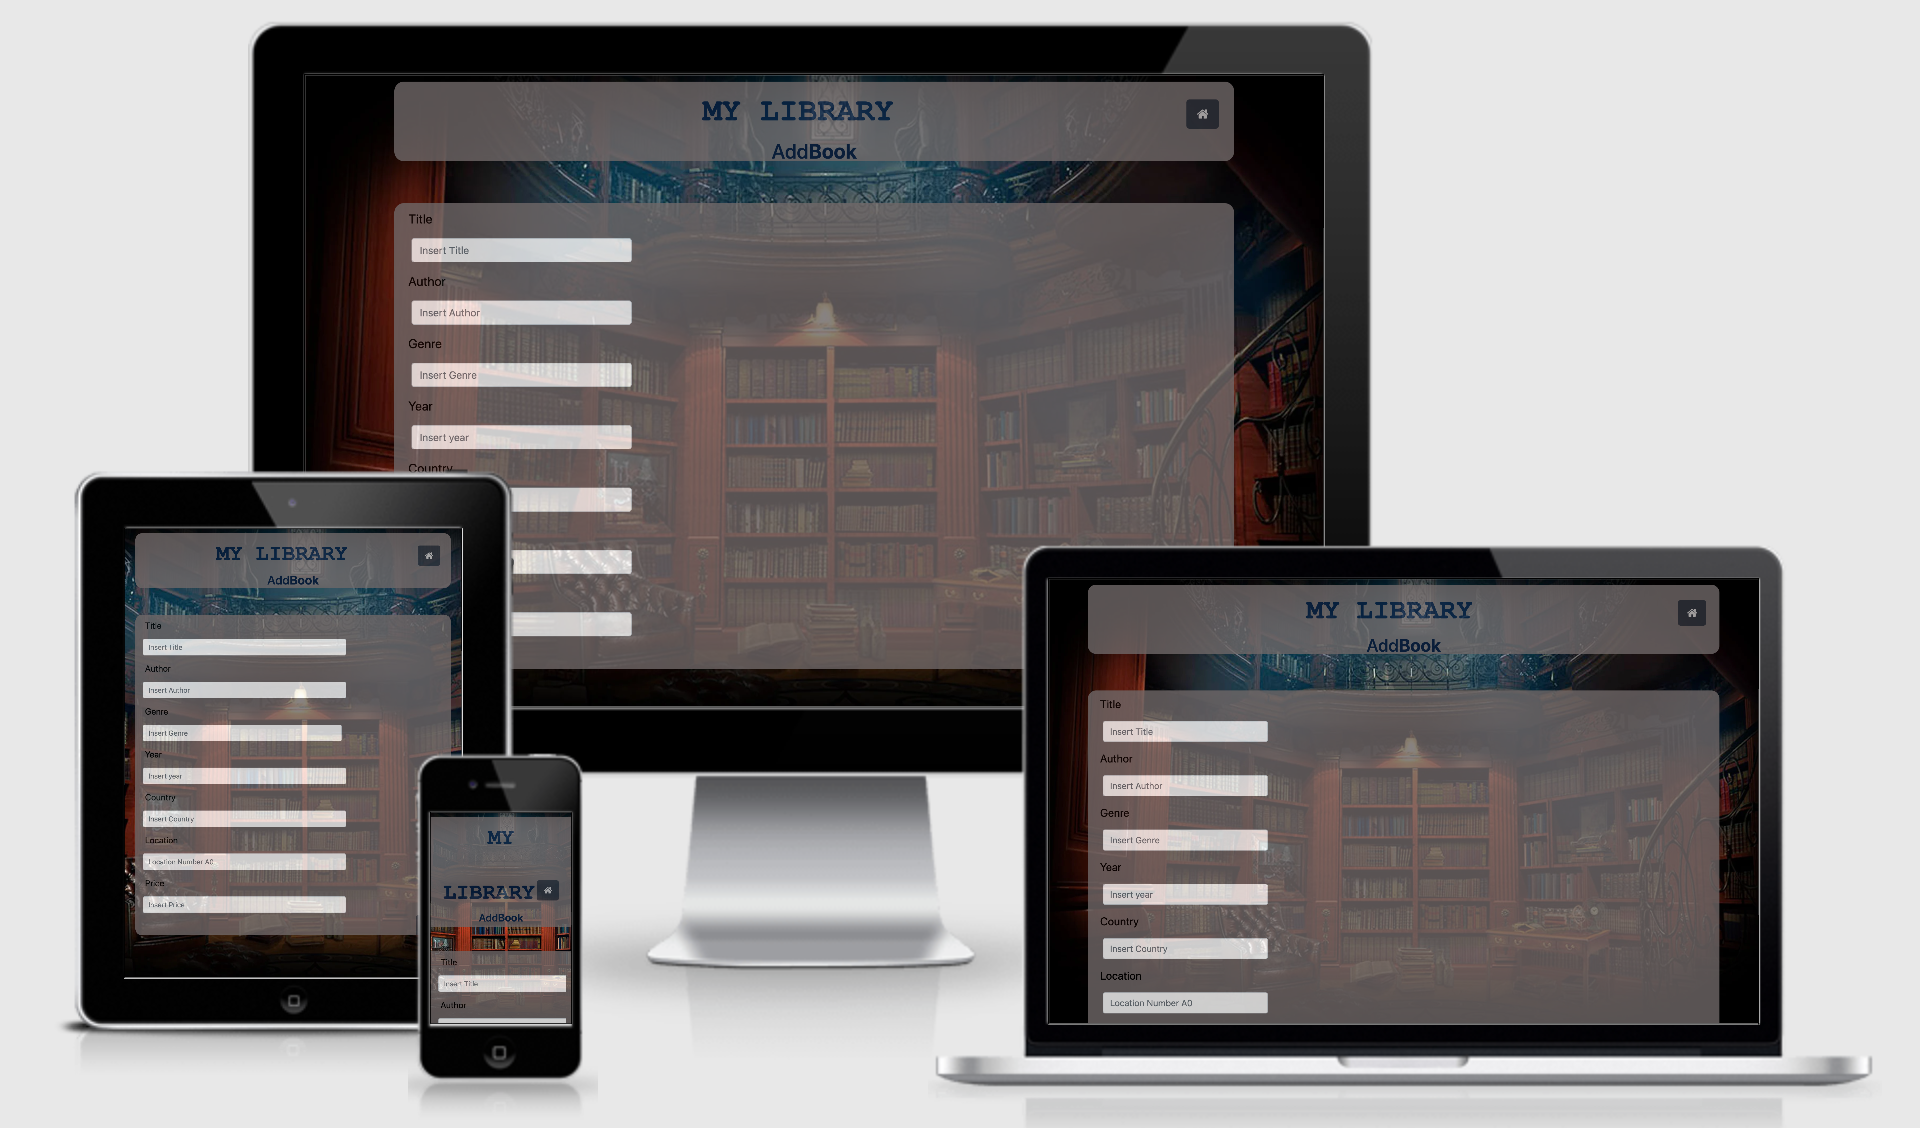 MY LIBRARY
AddBook
Title
Insert Title
Author
Insert Author
Genre
Insert Genre
Year
Insert year
Country
MY LIBRARY
AddBook
Title
Insert Title
Author
Insert Author
Genre
Insert Genre
Year
Insert year
Country
Insert Country
Location
Location Number A0
Price
Insert Price
MY
LIBRARY
AddBook
Title
Insert Title
Author
MY LIBRARY
AddBook
Title
Insert Title
Author
Insert Author
Genre
Insert Genre
Year
Insert year
Country
Insert Country
Location
Location Number A0